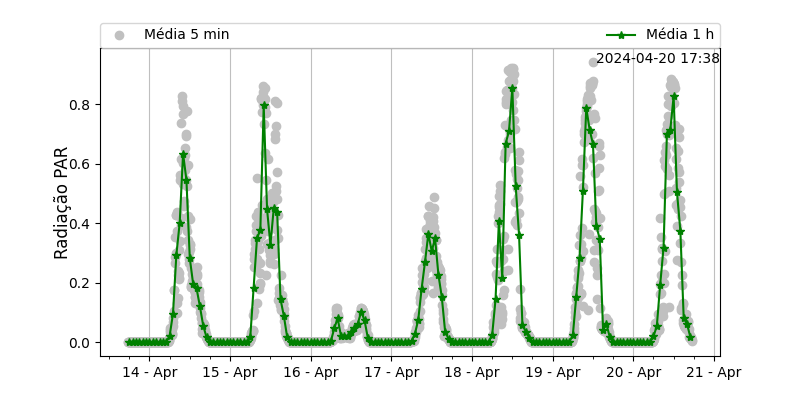 Média 5 min
Média 1 h
2024-04-20 17:38
Radiação PAR
0.8
0.6
0.4
0.2
0.0
14 - Apr
15 - Apr
16 - Apr
17 - Apr
18 - Apr
19 - Apr
20 - Apr
21 - Apr